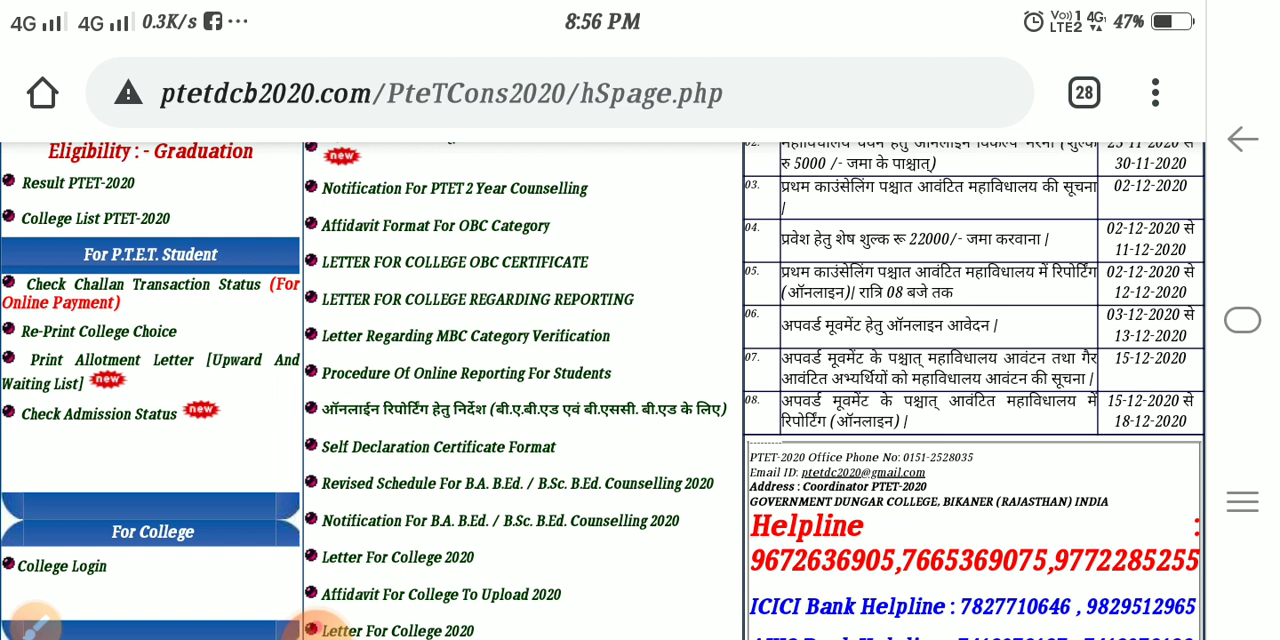 4G 4G 0.3K/s ...
8:56 PM
Vo) 1 4G
LTE2 47%
ptetdcb2020.com/PteTCons2020/hSpage.php
28
Eligibility : - Graduation
Result PTET-2020
College List PTET-2020
For P.T.E.T. Student
Check Challan Transaction Status (For
Online Payment)
Re-Print College Choice
Print Allotment Letter [Upward And
Waiting List] new
Check Admission Status new
For College
College Login
new
Notification For PTET 2 Year Counselling
Affidavit Format For OBC Category
LETTER FOR COLLEGE OBC CERTIFICATE
LETTER FOR COLLEGE REGARDING REPORTING
Letter Regarding MBC Category Verification
Procedure Of Online Reporting For Students
ऑनलाईन रिपोर्टिंग हेतु निर्देश (बी.ए.बी.एड एवं बी.एससी. बी.एड के लिए)
Self Declaration Certificate Format
Revised Schedule For B.A. B.Ed. / B.Sc. B.Ed. Counselling 2020
Notification For B.A. B.Ed. / B.Sc. B.Ed. Counselling 2020
Letter For College 2020
Affidavit For College To Upload 2020
Letter For College 2020
रु 5000 /- जमा के पाश्चात्) 30-11-2020
03. प्रथम काउंसेलिंग पश्चात आवंटित महाविधालय की सूचना 02-12-2020
|
04. प्रवेश हेतु शेष शुल्क रू 22000/- जमा करवाना | 02-12-2020 से
11-12-2020
05. प्रथम काउंसेलिंग पश्चात आवंटित महाविधालय में रिपोर्टिंग 02-12-2020 से
(ऑनलाइन)| रात्रि 08 बजे तक 12-12-2020
06. अपवर्ड मूवमेंट हेतु ऑनलाइन आवेदन | 03-12-2020 से
13-12-2020
07. अपवर्ड मूवमेंट के पश्चात् महाविधालय आवंटन तथा गैर 15-12-2020
आवंटित अभ्यर्थियों को महाविधालय आवंटन की सूचना |
08. अपवर्ड मूवमेंट के पश्चात् आवंटित महाविधालय में 15-12-2020 से
रिपोर्टिंग (ऑनलाइन) | 18-12-2020
PTET-2020 Office Phone No: 0151-2528035
Email ID: ptetdc2020@gmail.com
Address : Coordinator PTET-2020
GOVERNMENT DUNGAR COLLEGE, BIKANER (RAJASTHAN) INDIA
Helpline :
9672636905,7665369075,9772285255
ICICI Bank Helpline : 7827710646 , 9829512965